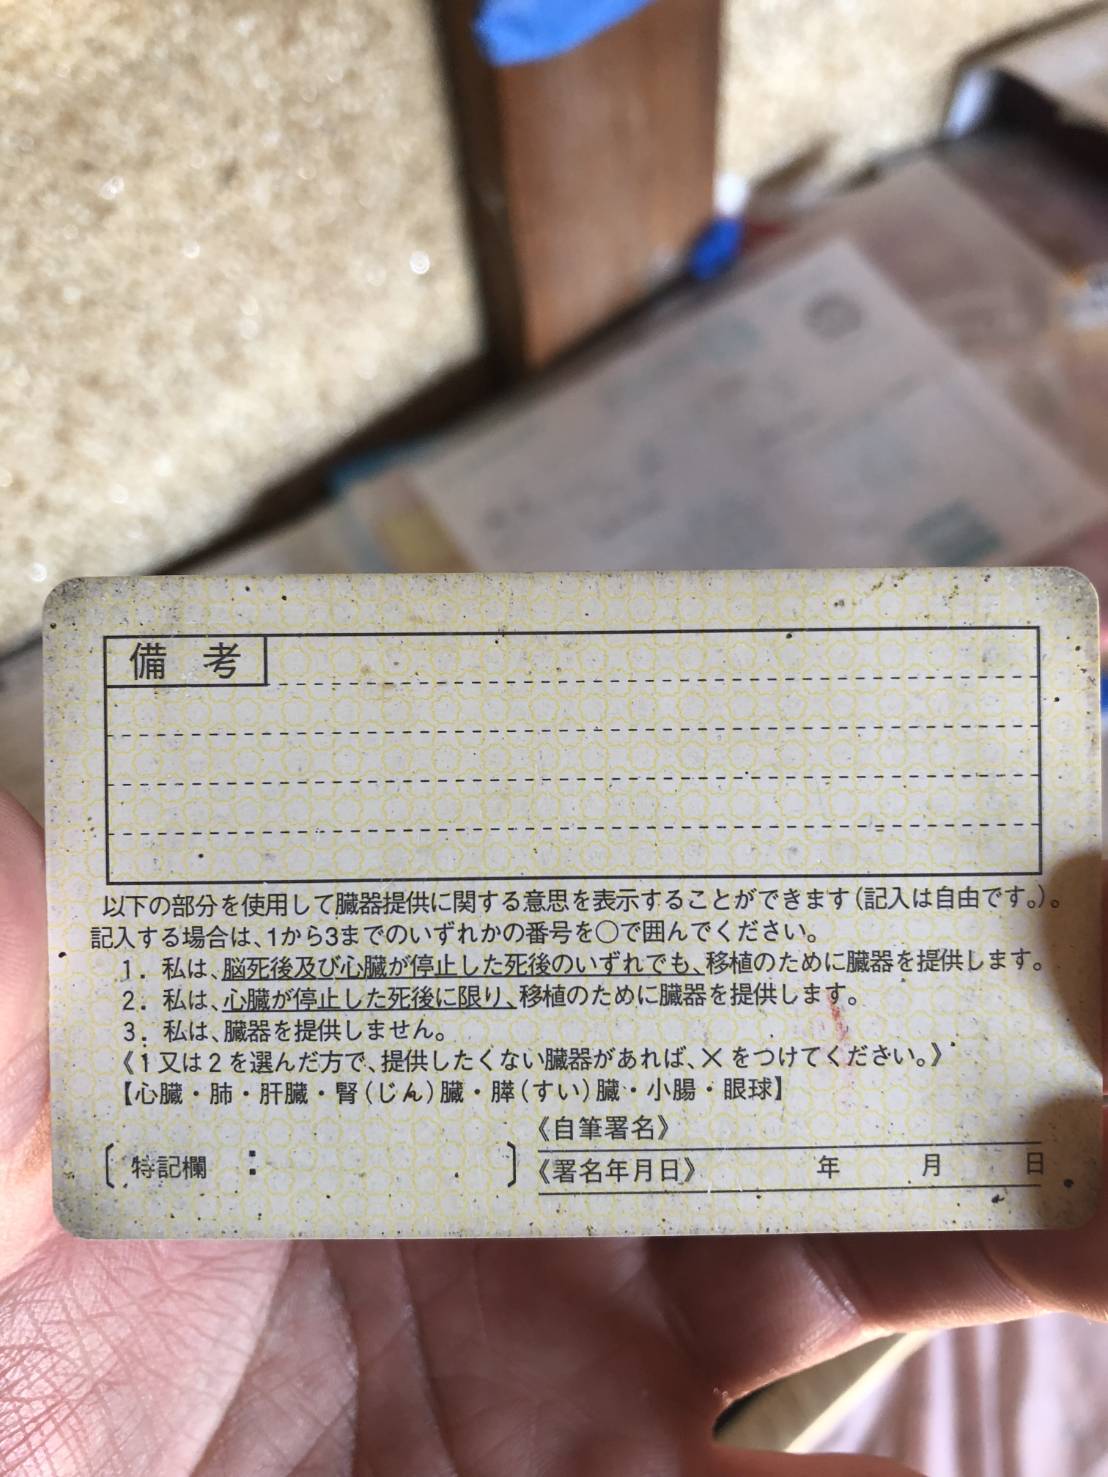 備考
以下の部分を使用して臓器提供に関する意思を表示することができます(記入は自由です。)。
記入する場合は、1から3までのいずれかの番号を○で囲んでください。
1. 私は、脳死後及び心臓が停止した死後のいずれでも、移植のために臓器を提供します。
2. 私は、心臓が停止した死後に限り、移植のために臓器を提供します。
3. 私は、臓器を提供しません。
《1又は2を選んだ方で、提供したくない臓器があれば、×をつけてください。》
【心臓・肺・肝臓・腎(じん)臓・膵(すい)臓・小腸・眼球】
〔特記欄 : 〕
《自筆署名》
《署名年月日》 年 月 日